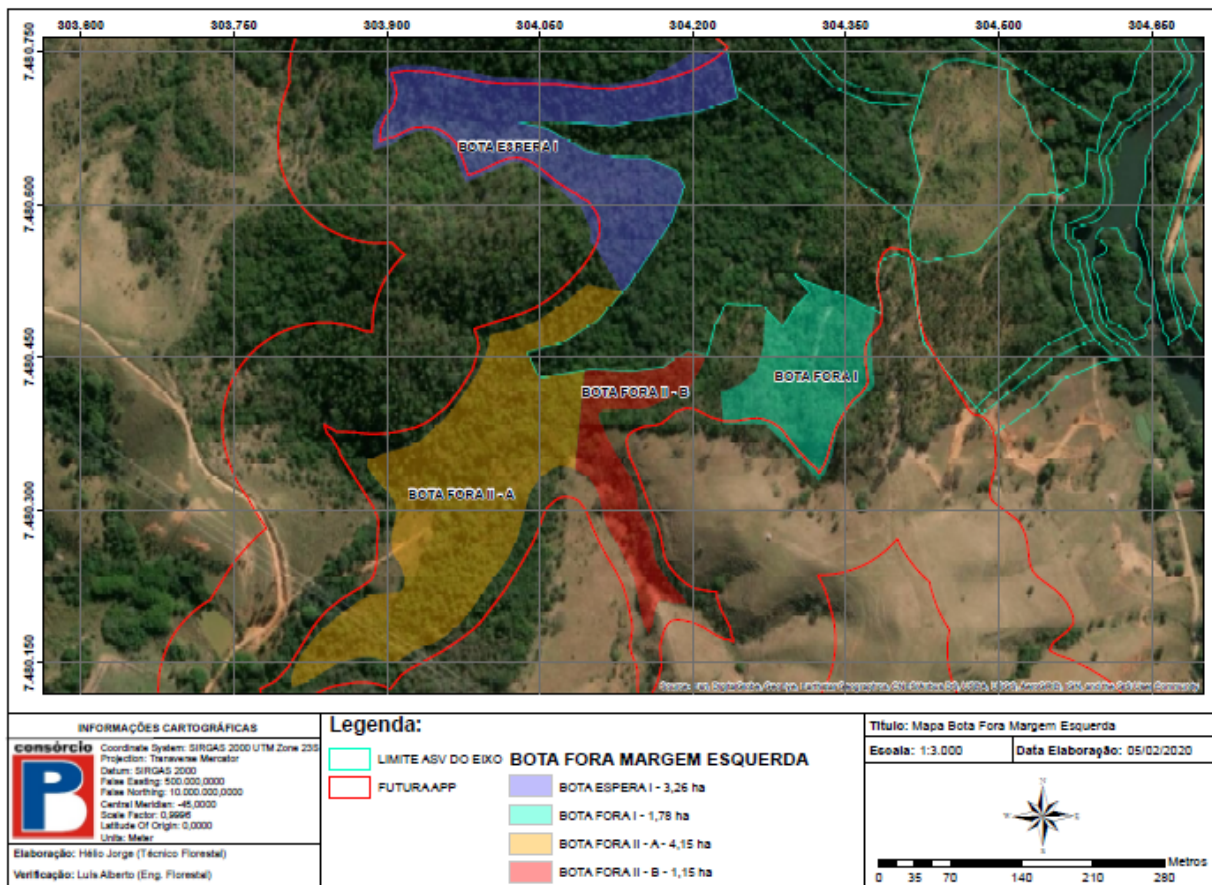 303.600 303.750 303.900 304.050 304.200 304.350 304.500 304.650
7.480.750
7.480.600
7.480.450
7.480.300
7.480.150
BOTA ESPERA I
BOTA FORA I
BOTA FORA II - B
BOTA FORA II - A
INFORMAÇÕES CARTOGRÁFICAS
consórcio
Coordinate System: SIRGAS 2000 UTM Zone 23S
Projection: Transverse Mercator
Datum: SIRGAS 2000
False Easting: 500.000,0000
False Northing: 10.000.000,0000
Central Meridian: -45,0000
Scale Factor: 0,9996
Latitude Of Origin: 0,0000
Units: Meter
Elaboração: Hélio Jorge (Técnico Florestal)
Verificação: Luis Alberto (Eng. Florestal)
Legenda:
LIMITE ASV DO EIXO
FUTURA APP
BOTA FORA MARGEM ESQUERDA
BOTA ESPERA I - 3,26 ha
BOTA FORA I - 1,78 ha
BOTA FORA II - A - 4,15 ha
BOTA FORA II - B - 1,15 ha
Título: Mapa Bota Fora Margem Esquerda
Escala: 1:3.000
Data Elaboração: 05/02/2020
N
W E
S
Metros
0 35 70 140 210 280